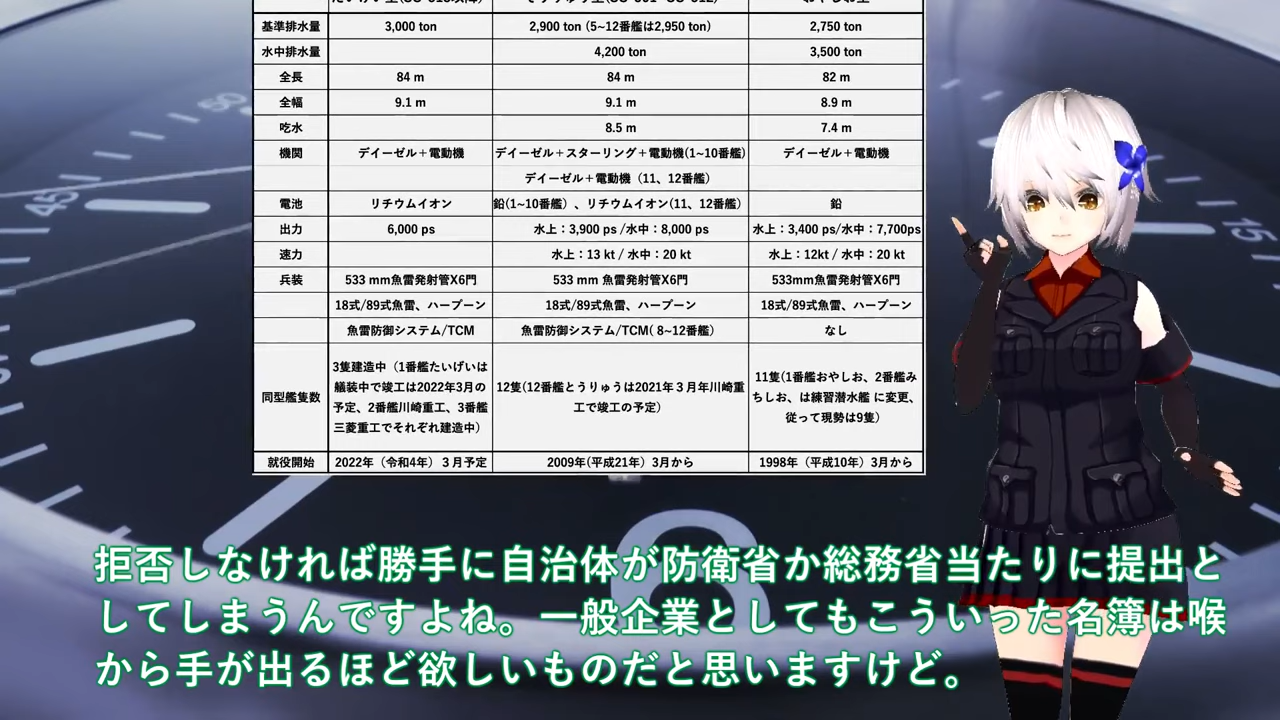 基準排水量 3,000 ton 2,900 ton (5~12番艦は2,950 ton) 2,750 ton
水中排水量 4,200 ton 3,500 ton
全長 84 m 84 m 82 m
全幅 9.1 m 9.1 m 8.9 m
吃水 8.5 m 7.4 m
機関 デイーゼル＋電動機 デイーゼル＋スターリング＋電動機(1~10番艦) デイーゼル＋電動機
デイーゼル＋電動機（11、12番艦）
電池 リチウムイオン 鉛(1~10番艦）、リチウムイオン(11、12番艦） 鉛
出力 6,000 ps 水上：3,900 ps /水中：8,000 ps 水上：3,400 ps/水中：7,700ps
速力 水上：13 kt / 水中：20 kt 水上：12kt / 水中：20 kt
兵装 533 mm魚雷発射管X6門 533 mm 魚雷発射管X6門 533mm魚雷発射管X6門
18式/89式魚雷、ハープーン 18式/89式魚雷、ハープーン 18式/89式魚雷、ハープーン
魚雷防御システム/TCM 魚雷防御システム/TCM( 8~12番艦） なし
同型艦隻数
3隻建造中（1番艦たいげいは
艤装中で竣工は2022年3月の
予定、2番艦川崎重工、3番艦
三菱重工でそれぞれ建造中）
12隻(12番艦とうりゅうは2021年３月年川崎重
工で竣工の予定）
11隻(1番艦おやしお、2番艦み
ちしお、は練習潜水艦 に変更、
従って現勢は9隻）
就役開始 2022年（令和4年）３月予定 2009年(平成21年）3月から 1998年（平成10年）3月から
50
45
15
拒否しなければ勝手に自治体が防衛省か総務省当たりに提出と
してしまうんですよね。一般企業としてもこういった名簿は喉
から手が出るほど欲しいものだと思いますけど。